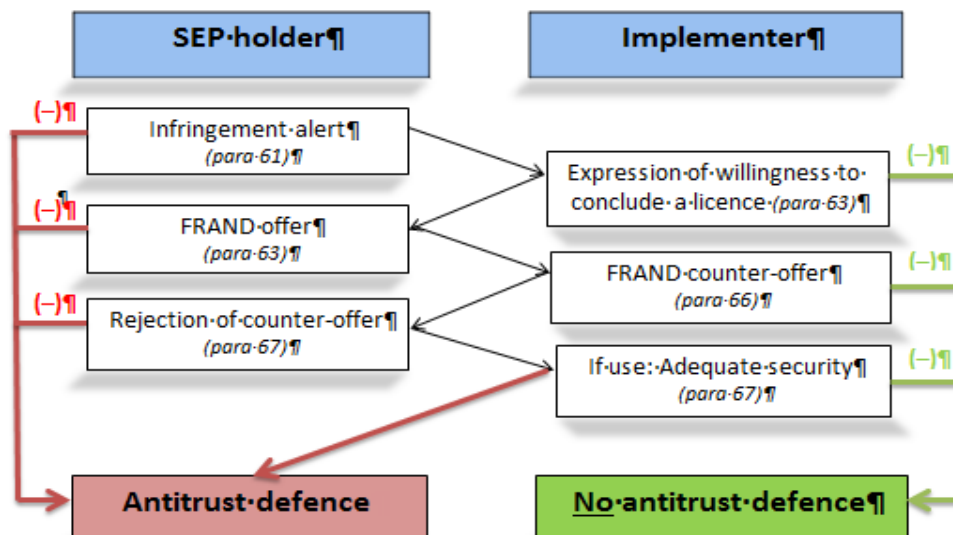 SEP·holder¶
Implementer¶
(–)¶
Infringement·alert¶
(para·61)¶
(–)¶
Expression·of·willingness·to·
conclude·a·licence·(para·63)¶
¶
(–)¶
FRAND·offer¶
(para·63)¶
(–)¶
FRAND·counter-offer¶
(para·66)¶
(–)¶
Rejection·of·counter-offer¶
(para·67)¶
(–)¶
If·use:·Adequate·security¶
(para·67)¶
Antitrust·defence
No·antitrust·defence¶